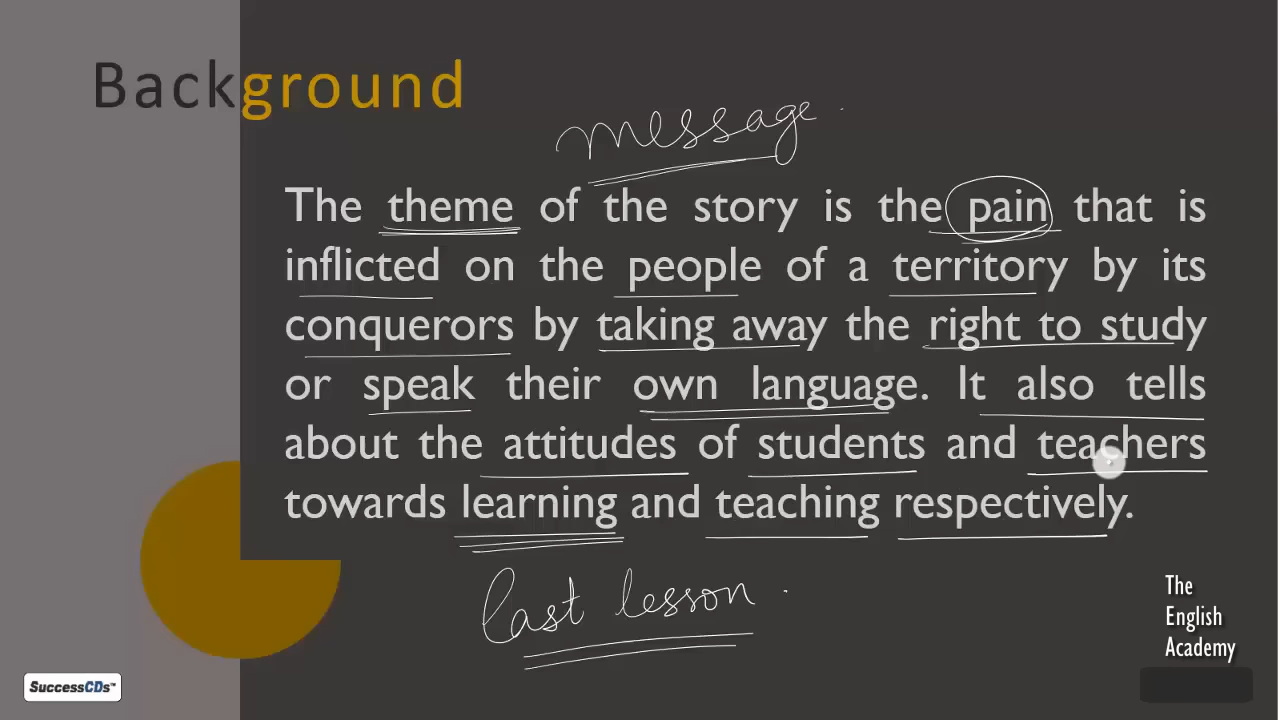 Background
message
The theme of the story is the pain that is
inflicted on the people of a territory by its
conquerors by taking away the right to study
or speak their own language. It also tells
about the attitudes of students and teachers
towards learning and teaching respectively.
Last lesson.
The
English
Academy
SuccessCDs™